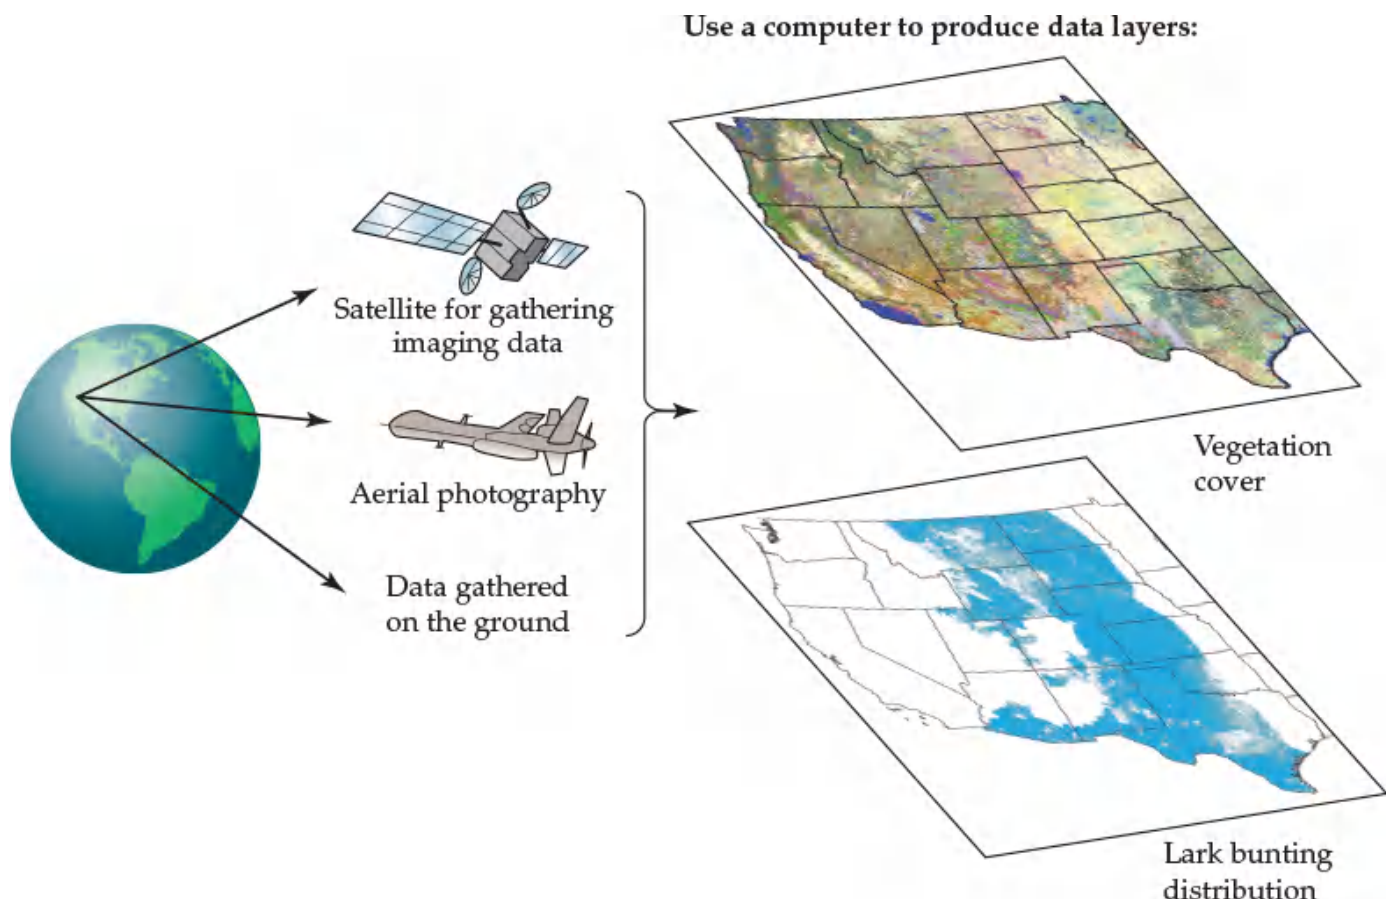 Use a computer to produce data layers:
Satellite for gathering
imaging data
Aerial photography
Data gathered
on the ground
Vegetation
cover
Lark bunting
distribution